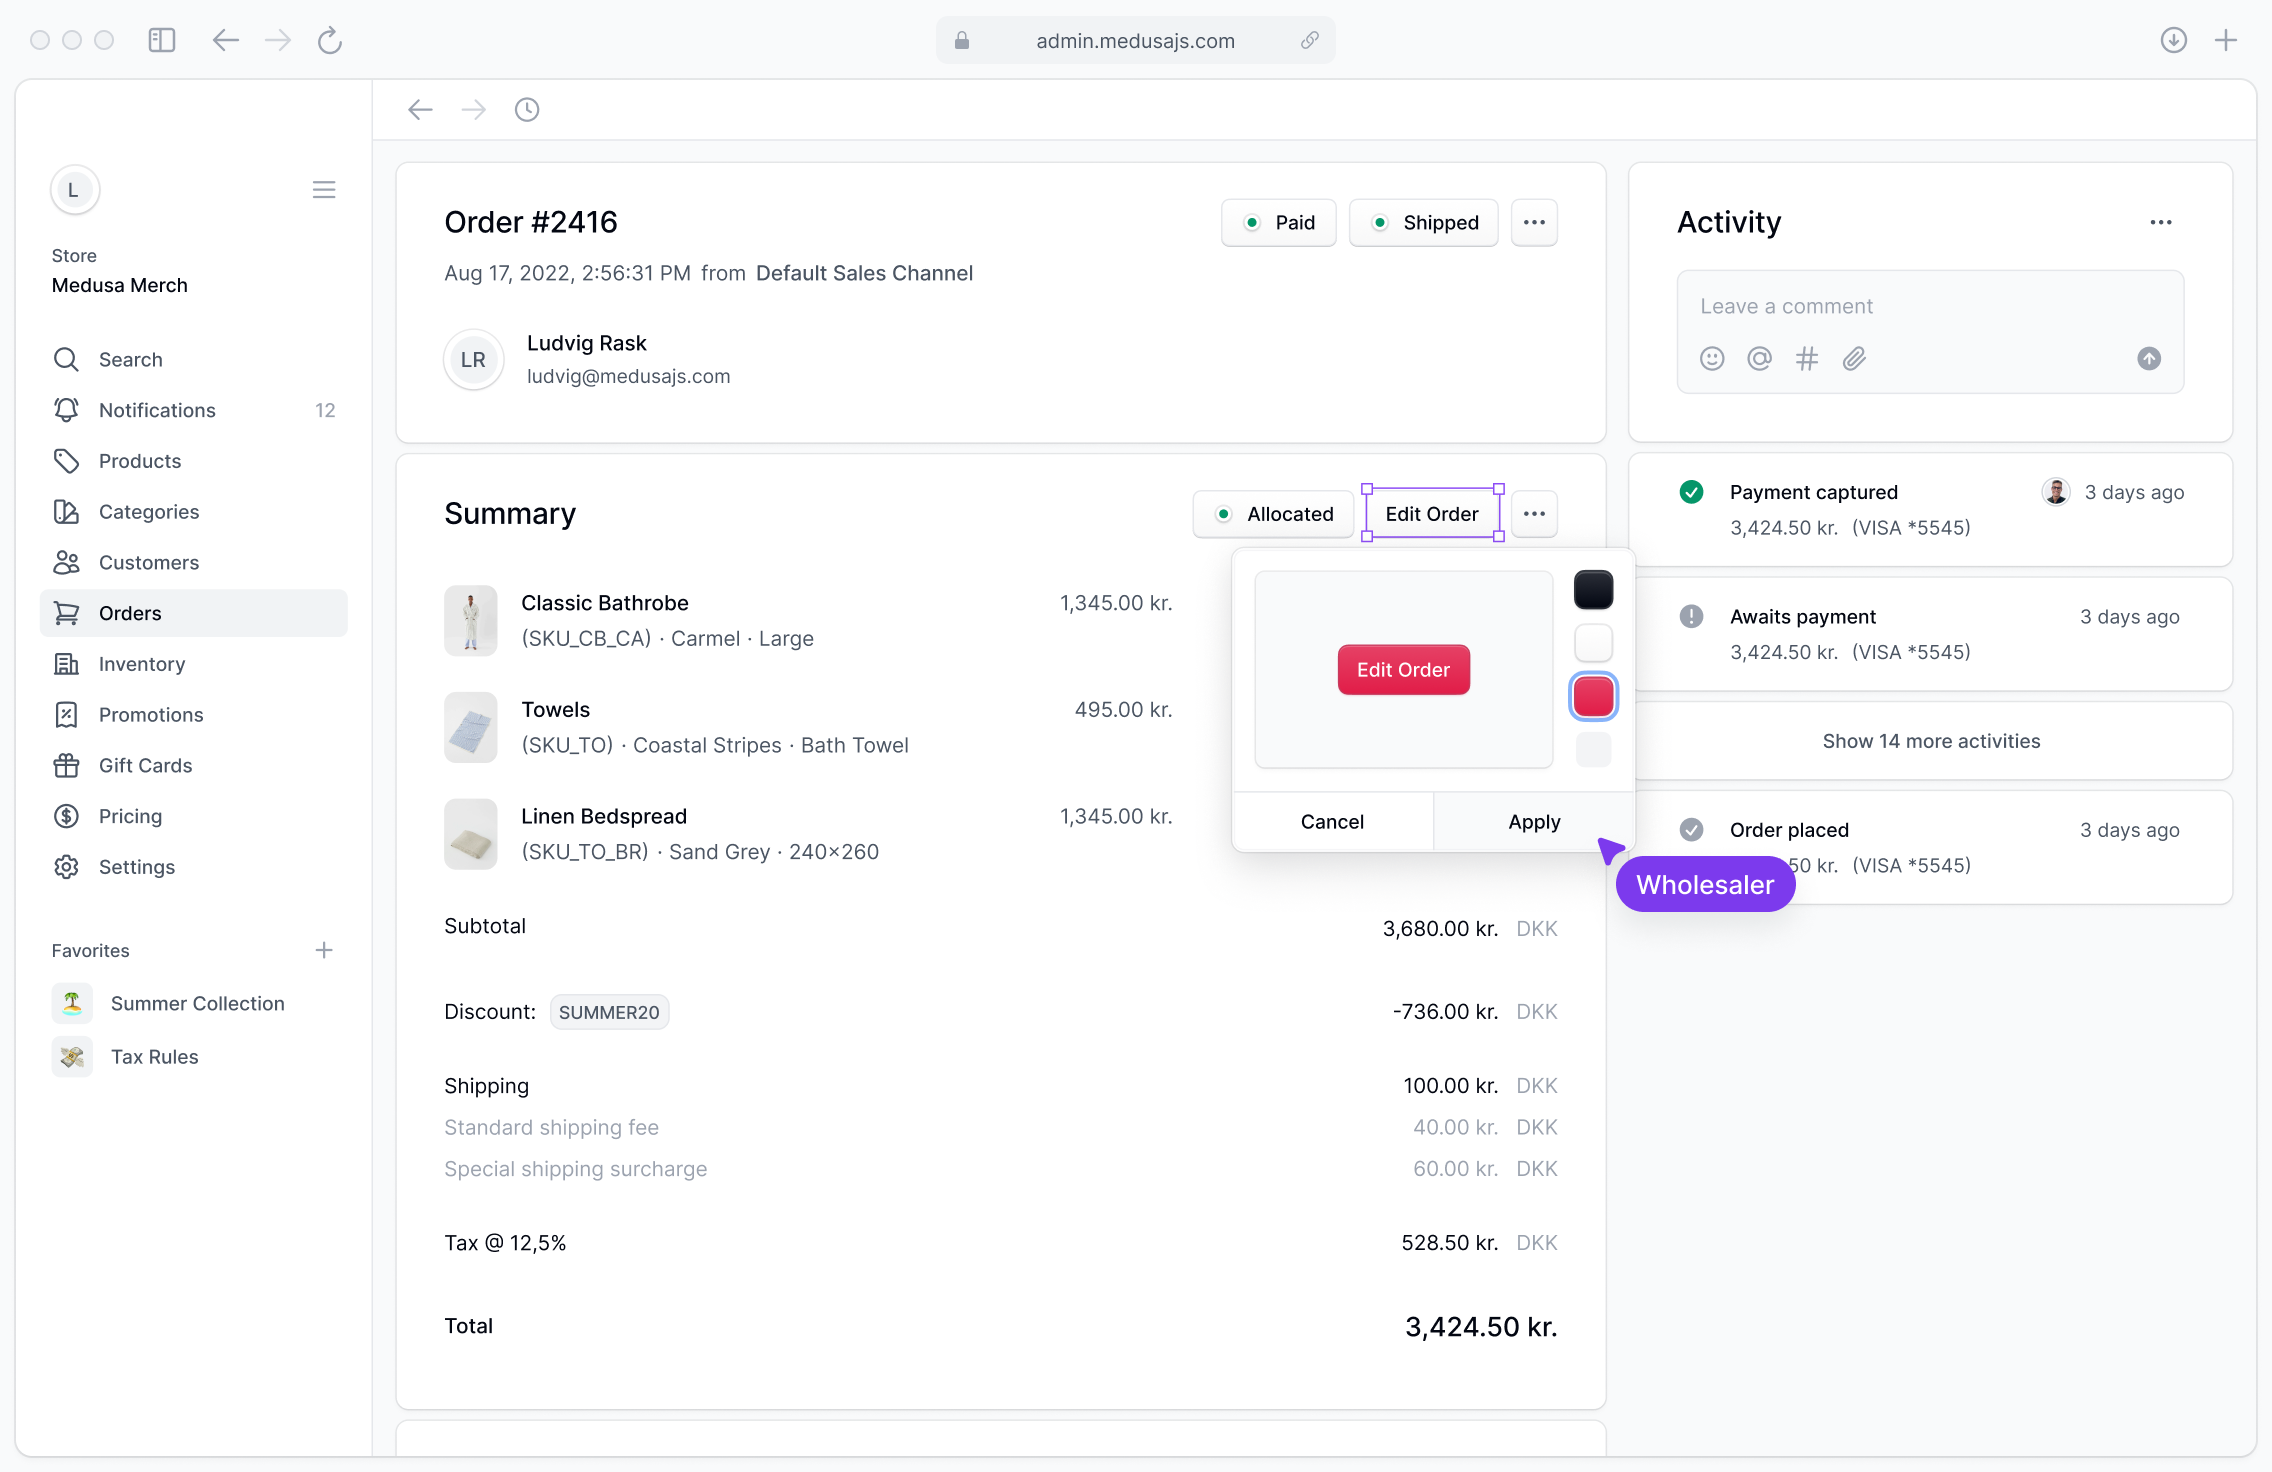 admin.medusajs.com
L
Store
Medusa Merch
Search
Notifications 12
Products
Categories
Customers
Orders
Inventory
Promotions
Gift Cards
Pricing
Settings
Favorites
Summer Collection
Tax Rules
Order #2416
Paid
Shipped
Aug 17, 2022, 2:56:31 PM from Default Sales Channel
LR
Ludvig Rask
ludvig@medusajs.com
Summary
Allocated
Edit Order
Classic Bathrobe 1,345.00 kr.
(SKU_CB_CA) · Carmel · Large
Towels 495.00 kr.
(SKU_TO) · Coastal Stripes · Bath Towel
Linen Bedspread 1,345.00 kr.
(SKU_TO_BR) · Sand Grey · 240×260
Edit Order
Cancel
Apply
Wholesaler
Subtotal 3,680.00 kr. DKK
Discount: SUMMER20 -736.00 kr. DKK
Shipping 100.00 kr. DKK
Standard shipping fee 40.00 kr. DKK
Special shipping surcharge 60.00 kr. DKK
Tax @ 12,5% 528.50 kr. DKK
Total 3,424.50 kr.
Activity
Leave a comment
Payment captured 3 days ago
3,424.50 kr. (VISA *5545)
Awaits payment 3 days ago
3,424.50 kr. (VISA *5545)
Show 14 more activities
Order placed 3 days ago
50 kr. (VISA *5545)